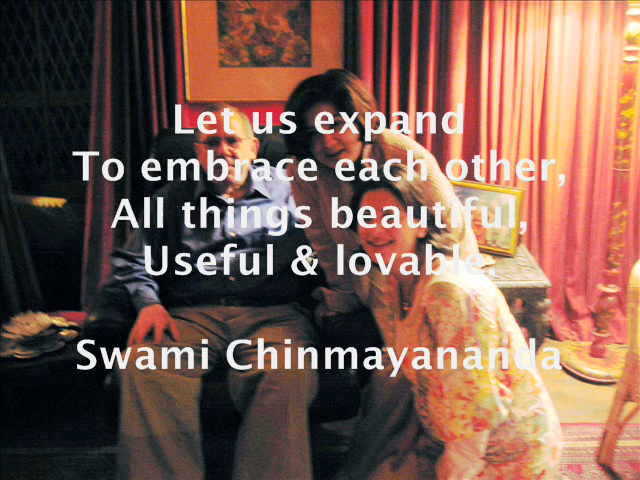 Let us expand
To embrace each other,
All things beautiful,
Useful & lovable.
Swami Chinmayananda